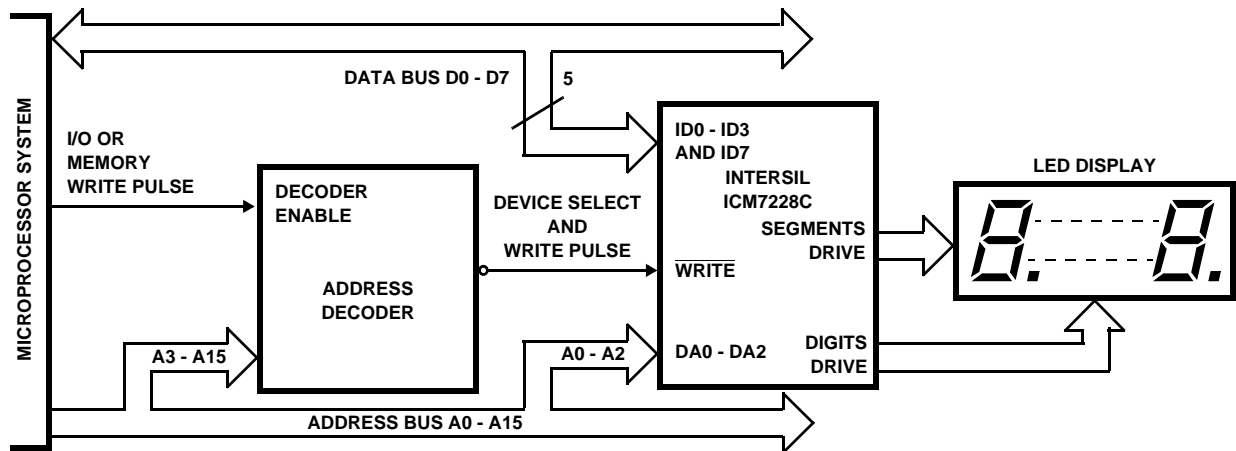 MICROPROCESSOR SYSTEM
DATA BUS D0 - D7
5
I/O OR
MEMORY
WRITE PULSE
DECODER
ENABLE
ADDRESS
DECODER
DEVICE SELECT
AND
WRITE PULSE
ID0 - ID3
AND ID7
INTERSIL
ICM7228C
SEGMENTS
DRIVE
WRITE
DA0 - DA2
DIGITS
DRIVE
LED DISPLAY
8. 8.
A3 - A15
A0 - A2
ADDRESS BUS A0 - A15